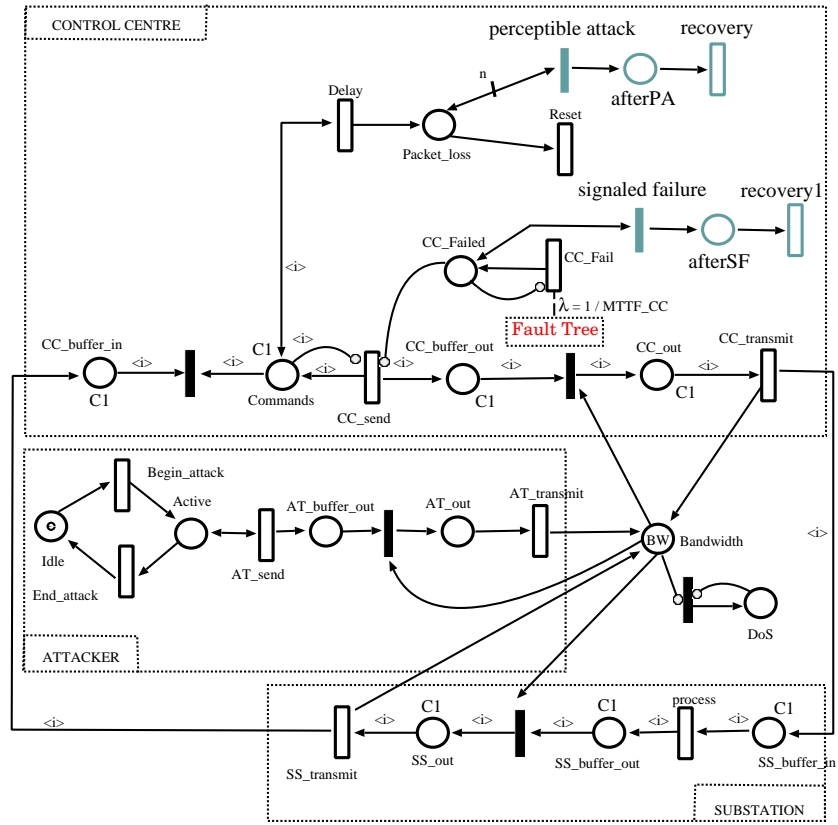 CONTROL CENTRE
perceptible attack
recovery
n
Delay
afterPA
Reset
Packet_loss
signaled failure
recovery1
CC_Failed
CC_Fail
afterSF
<i>
λ = 1 / MTTF_CC
Fault Tree
<i>
CC_buffer_in
C1
CC_buffer_out
CC_transmit
CC_out
<i>
<i>
<i>
<i>
<i>
<i>
C1
Commands
C1
C1
CC_send
Begin_attack
Active
AT_buffer_out
AT_out
AT_transmit
BW
Bandwidth
Idle
AT_send
<i>
End_attack
DoS
ATTACKER
process
C1
C1
C1
<i>
<i>
<i>
<i>
<i>
<i>
SS_transmit
SS_out
SS_buffer_out
SS_buffer_in
SUBSTATION